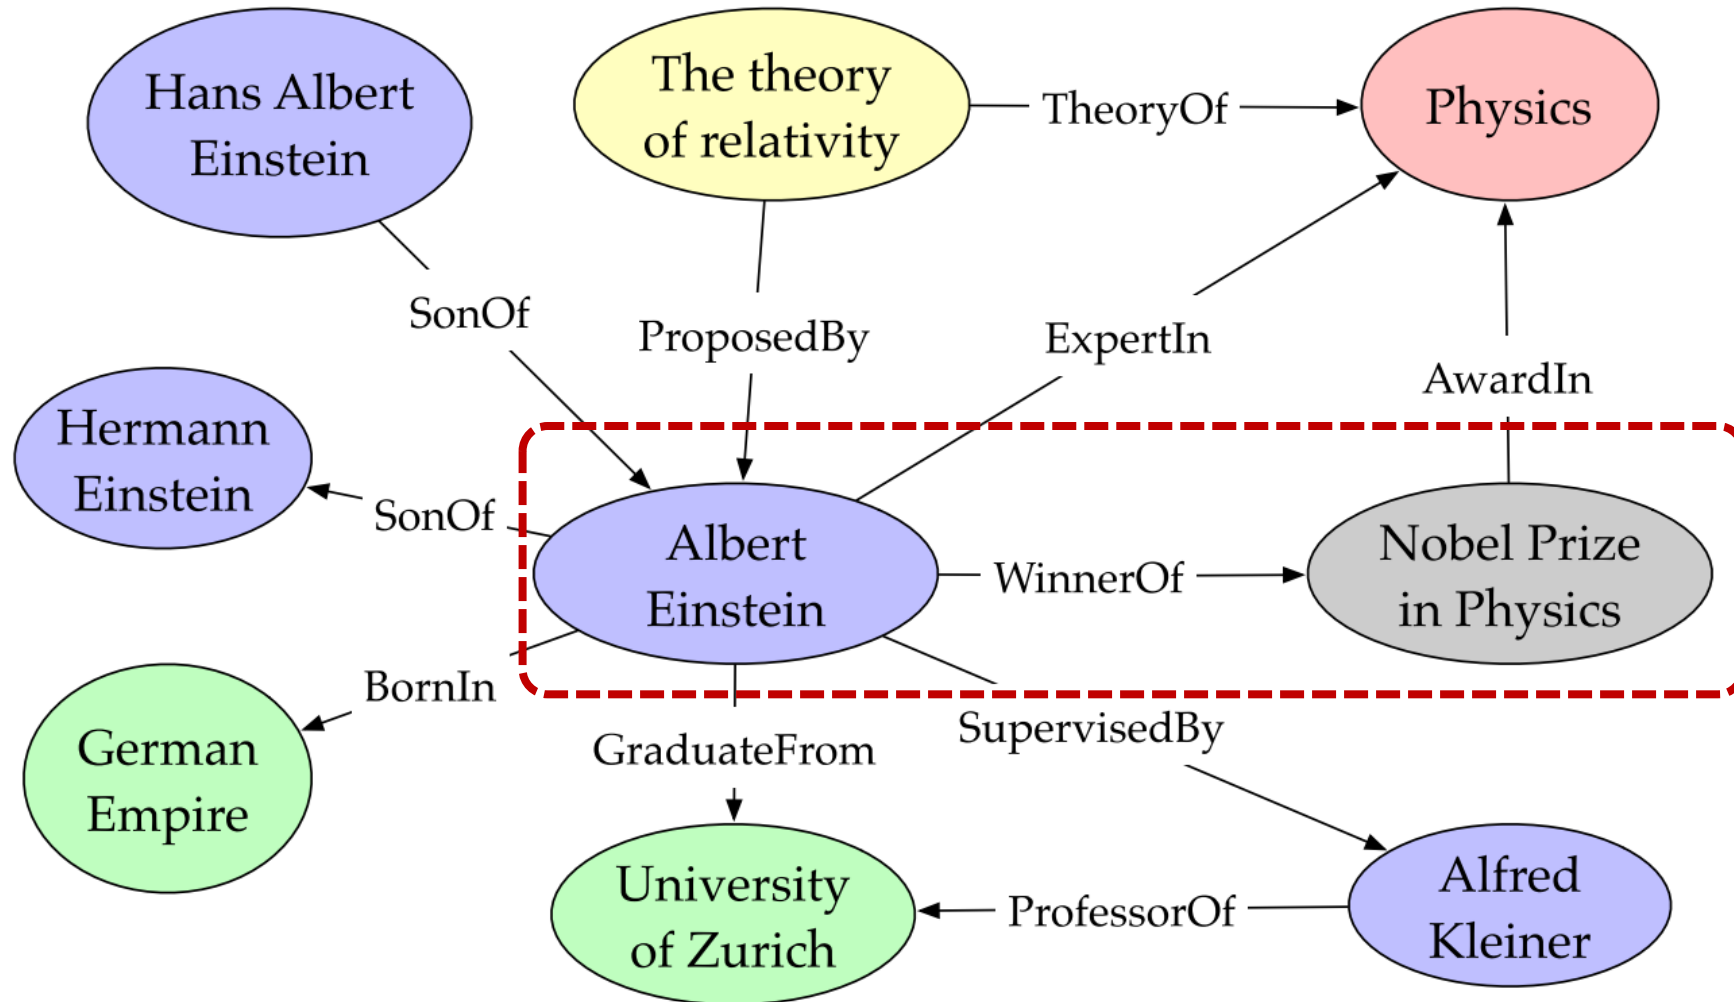 Hans Albert
Einstein
The theory
of relativity
TheoryOf
Physics
SonOf
ProposedBy
ExpertIn
AwardIn
Hermann
Einstein
SonOf
Albert
Einstein
WinnerOf
Nobel Prize
in Physics
BornIn
German
Empire
GraduateFrom
SupervisedBy
University
of Zurich
ProfessorOf
Alfred
Kleiner